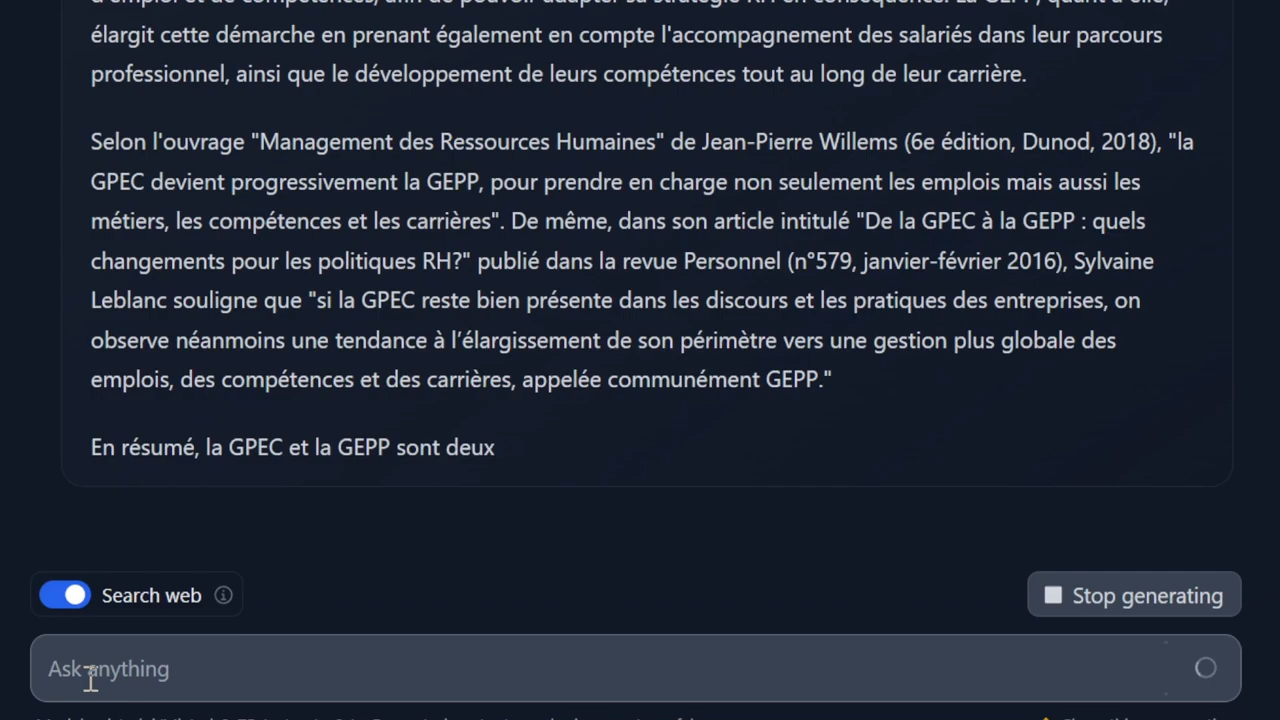 élargit cette démarche en prenant également en compte l'accompagnement des salariés dans leur parcours
professionnel, ainsi que le développement de leurs compétences tout au long de leur carrière.
Selon l'ouvrage "Management des Ressources Humaines" de Jean-Pierre Willems (6e édition, Dunod, 2018), "la
GPEC devient progressivement la GEPP, pour prendre en charge non seulement les emplois mais aussi les
métiers, les compétences et les carrières". De même, dans son article intitulé "De la GPEC à la GEPP : quels
changements pour les politiques RH?" publié dans la revue Personnel (n°579, janvier-février 2016), Sylvaine
Leblanc souligne que "si la GPEC reste bien présente dans les discours et les pratiques des entreprises, on
observe néanmoins une tendance à l’élargissement de son périmètre vers une gestion plus globale des
emplois, des compétences et des carrières, appelée communément GEPP."
En résumé, la GPEC et la GEPP sont deux
Search web
Stop generating
Ask anything